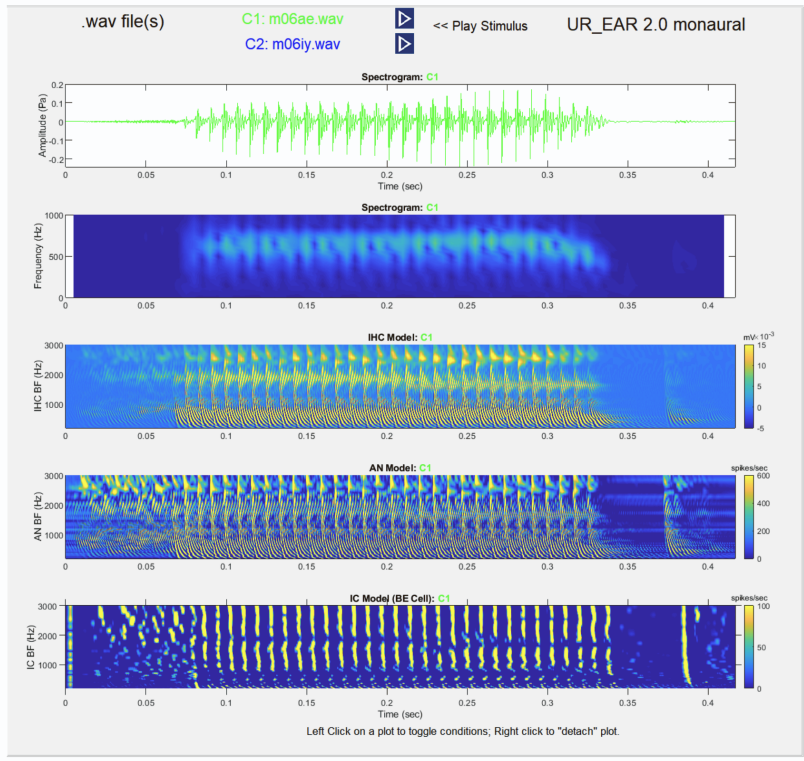 .wav file(s)
C1: m06ae.wav
C2: m06iy.wav
<< Play Stimulus
UR_EAR 2.0 monaural
Spectrogram: C1
Amplitude (Pa)
0.2
0.1
0
-0.1
-0.2
0 0.05 0.1 0.15 0.2 0.25 0.3 0.35 0.4
Time (sec)
Spectrogram: C1
Frequency (Hz)
1000
500
0
0 0.05 0.1 0.15 0.2 0.25 0.3 0.35 0.4
IHC Model: C1
IHC BF (Hz)
3000
2000
1000
0 0.05 0.1 0.15 0.2 0.25 0.3 0.35 0.4
mV×10-3
15
10
5
0
-5
AN Model: C1
AN BF (Hz)
3000
2000
1000
0 0.05 0.1 0.15 0.2 0.25 0.3 0.35 0.4
spikes/sec
600
400
200
0
IC Model (BE Cell): C1
IC BF (Hz)
3000
2000
1000
0 0.05 0.1 0.15 0.2 0.25 0.3 0.35 0.4
Time (sec)
spikes/sec
100
50
0
Left Click on a plot to toggle conditions; Right click to "detach" plot.